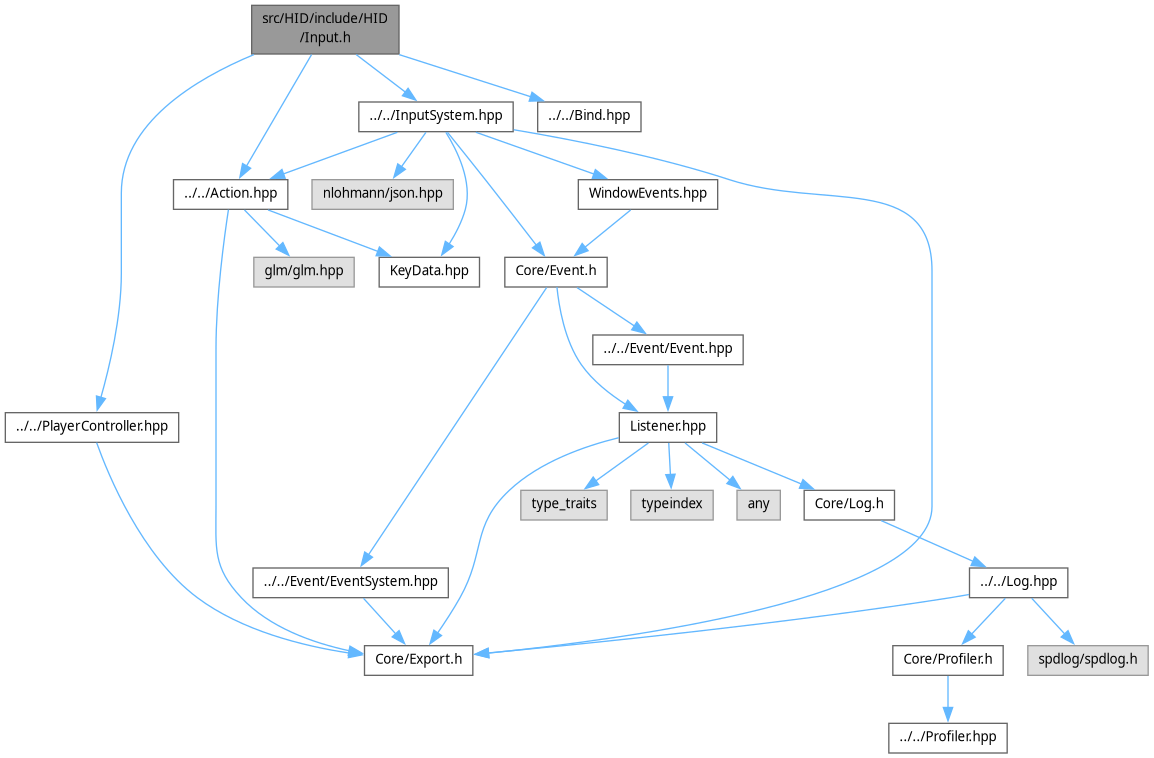 src/HID/include/HID
/Input.h
../../InputSystem.hpp
../../Bind.hpp
../../Action.hpp
nlohmann/json.hpp
WindowEvents.hpp
glm/glm.hpp
KeyData.hpp
Core/Event.h
../../Event/Event.hpp
../../PlayerController.hpp
Listener.hpp
type_traits
typeindex
any
Core/Log.h
../../Event/EventSystem.hpp
../../Log.hpp
Core/Export.h
Core/Profiler.h
spdlog/spdlog.h
../../Profiler.hpp